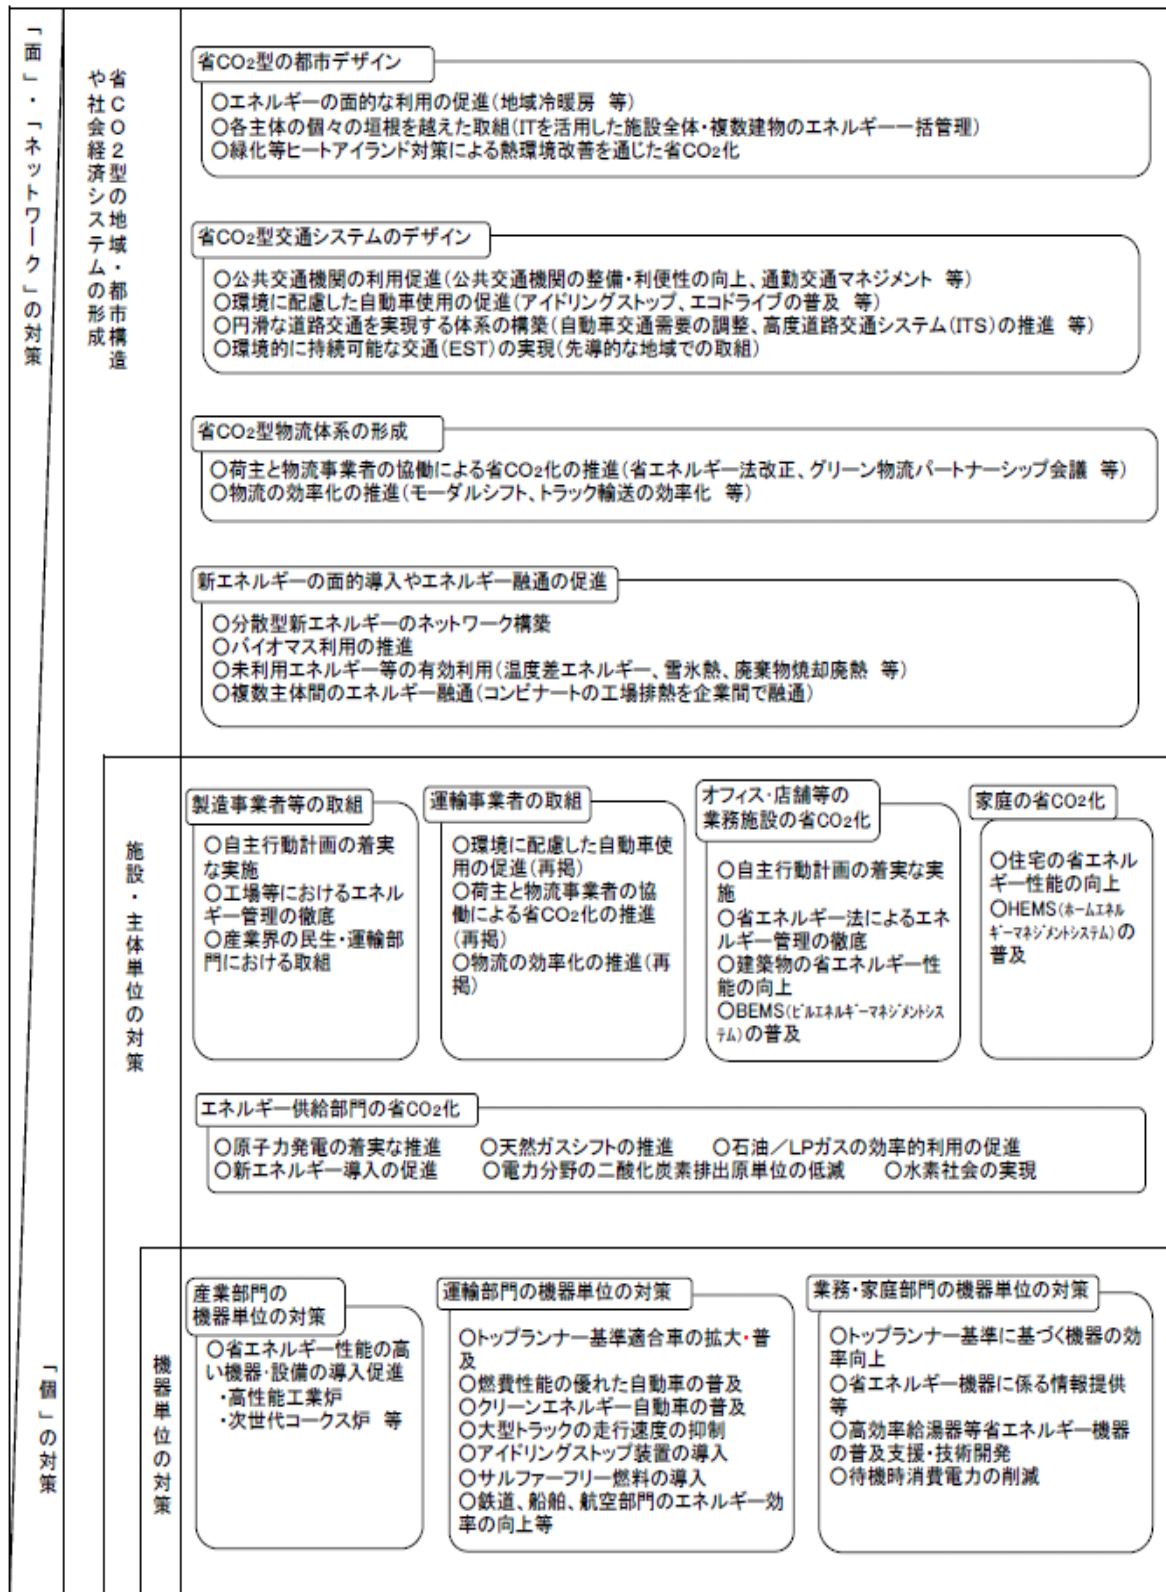 「面」・「ネットワーク」の対策
省CO2型の地域・都市構造
や社会経済システムの形成
省CO2型の都市デザイン
○エネルギーの面的な利用の促進(地域冷暖房 等)
○各主体の個々の垣根を越えた取組(ITを活用した施設全体・複数建物のエネルギー一括管理)
○緑化等ヒートアイランド対策による熱環境改善を通じた省CO2化
省CO2型交通システムのデザイン
○公共交通機関の利用促進(公共交通機関の整備・利便性の向上、通勤交通マネジメント 等)
○環境に配慮した自動車使用の促進(アイドリングストップ、エコドライブの普及 等)
○円滑な道路交通を実現する体系の構築(自動車交通需要の調整、高度道路交通システム(ITS)の推進 等)
○環境的に持続可能な交通(EST)の実現(先導的な地域での取組)
省CO2型物流体系の形成
○荷主と物流事業者の協働による省CO2化の推進(省エネルギー法改正、グリーン物流パートナーシップ会議 等)
○物流の効率化の推進(モーダルシフト、トラック輸送の効率化 等)
新エネルギーの面的導入やエネルギー融通の促進
○分散型新エネルギーのネットワーク構築
○バイオマス利用の推進
○未利用エネルギー等の有効利用(温度差エネルギー、雪氷熱、廃棄物焼却廃熱 等)
○複数主体間のエネルギー融通(コンビナートの工場排熱を企業間で融通)
施設・主体単位の対策
製造事業者等の取組
○自主行動計画の着実
な実施
○工場等におけるエネル
ギー管理の徹底
○産業界の民生・運輸部
門における取組
運輸事業者の取組
○環境に配慮した自動車使
用の促進(再掲)
○荷主と物流事業者の協
働による省CO2化の推進
(再掲)
○物流の効率化の推進(再
掲)
オフィス・店舗等の
業務施設の省CO2化
○自主行動計画の着実な実
施
○省エネルギー法によるエネ
ルギー管理の徹底
○建築物の省エネルギー性
能の向上
○BEMS(ビルエネルギーマネジメントシス
テム)の普及
家庭の省CO2化
○住宅の省エネル
ギー性能の向上
○HEMS(ホームエネル
ギーマネジメントシステム)の
普及
エネルギー供給部門の省CO2化
○原子力発電の着実な推進 ○天然ガスシフトの推進 ○石油/LPガスの効率的利用の促進
○新エネルギー導入の促進 ○電力分野の二酸化炭素排出原単位の低減 ○水素社会の実現
「個」の対策
機器単位の対策
産業部門の
機器単位の対策
○省エネルギー性能の高
い機器・設備の導入促進
・高性能工業炉
・次世代コークス炉 等
運輸部門の機器単位の対策
○トップランナー基準適合車の拡大・普
及
○燃費性能の優れた自動車の普及
○クリーンエネルギー自動車の普及
○大型トラックの走行速度の抑制
○アイドリングストップ装置の導入
○サルファーフリー燃料の導入
○鉄道、船舶、航空部門のエネルギー効
率の向上等
業務・家庭部門の機器単位の対策
○トップランナー基準に基づく機器の効
率向上
○省エネルギー機器に係る情報提供
等
○高効率給湯器等省エネルギー機器
の普及支援・技術開発
○待機時消費電力の削減